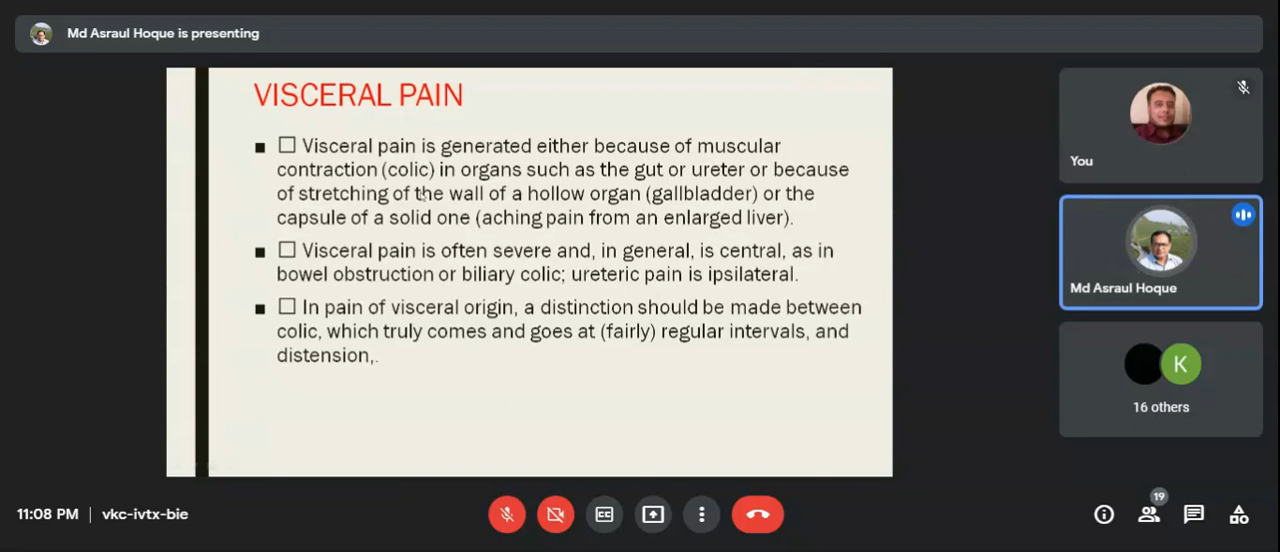 Md Asraul Hoque is presenting
VISCERAL PAIN
■ ☐ Visceral pain is generated either because of muscular
contraction (colic) in organs such as the gut or ureter or because
of stretching of the wall of a hollow organ (gallbladder) or the
capsule of a solid one (aching pain from an enlarged liver).
■ ☐ Visceral pain is often severe and, in general, is central, as in
bowel obstruction or biliary colic; ureteric pain is ipsilateral.
■ ☐ In pain of visceral origin, a distinction should be made between
colic, which truly comes and goes at (fairly) regular intervals, and
distension,.
You
Md Asraul Hoque
K
16 others
11:08 PM | vkc-ivtx-bie
CC
19